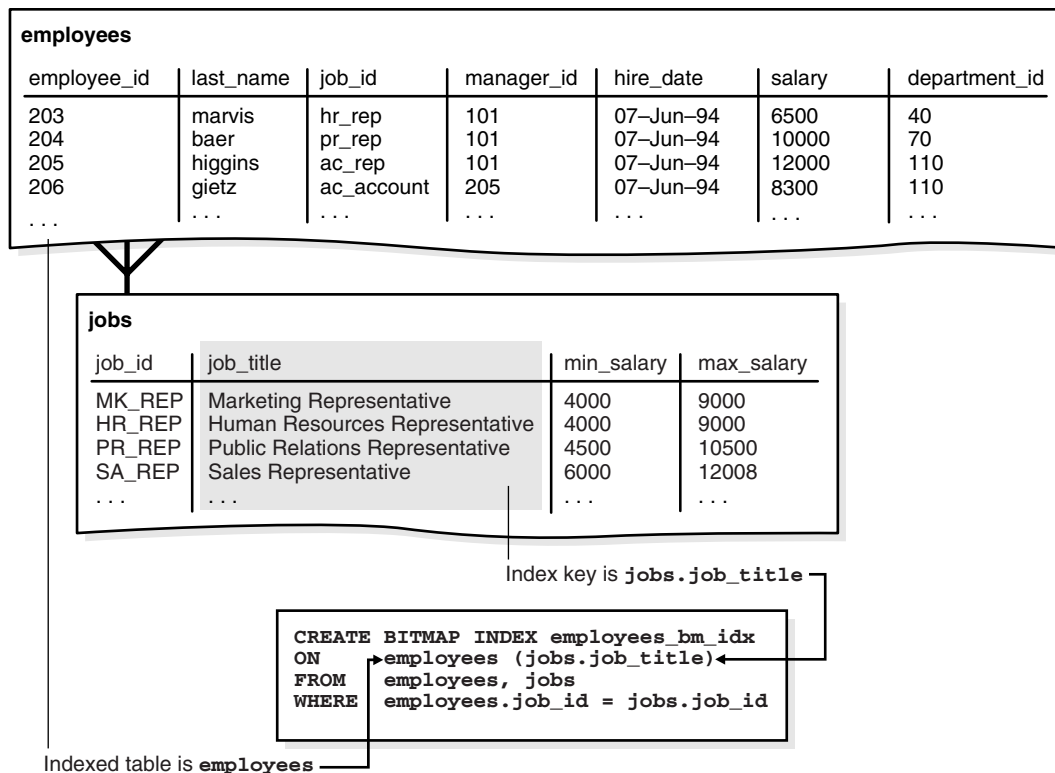 employees
employee_id last_name job_id manager_id hire_date salary department_id
203 marvis hr_rep 101 07–Jun–94 6500 40
204 baer pr_rep 101 07–Jun–94 10000 70
205 higgins ac_rep 101 07–Jun–94 12000 110
206 gietz ac_account 205 07–Jun–94 8300 110
. . . . . . . . . . . . . . . . . . . . .
jobs
job_id job_title min_salary max_salary
MK_REP Marketing Representative 4000 9000
HR_REP Human Resources Representative 4000 9000
PR_REP Public Relations Representative 4500 10500
SA_REP Sales Representative 6000 12008
. . . . . . . . . . . .
Index key is jobs.job_title
CREATE BITMAP INDEX employees_bm_idx
ON employees (jobs.job_title)
FROM employees, jobs
WHERE employees.job_id = jobs.job_id
Indexed table is employees